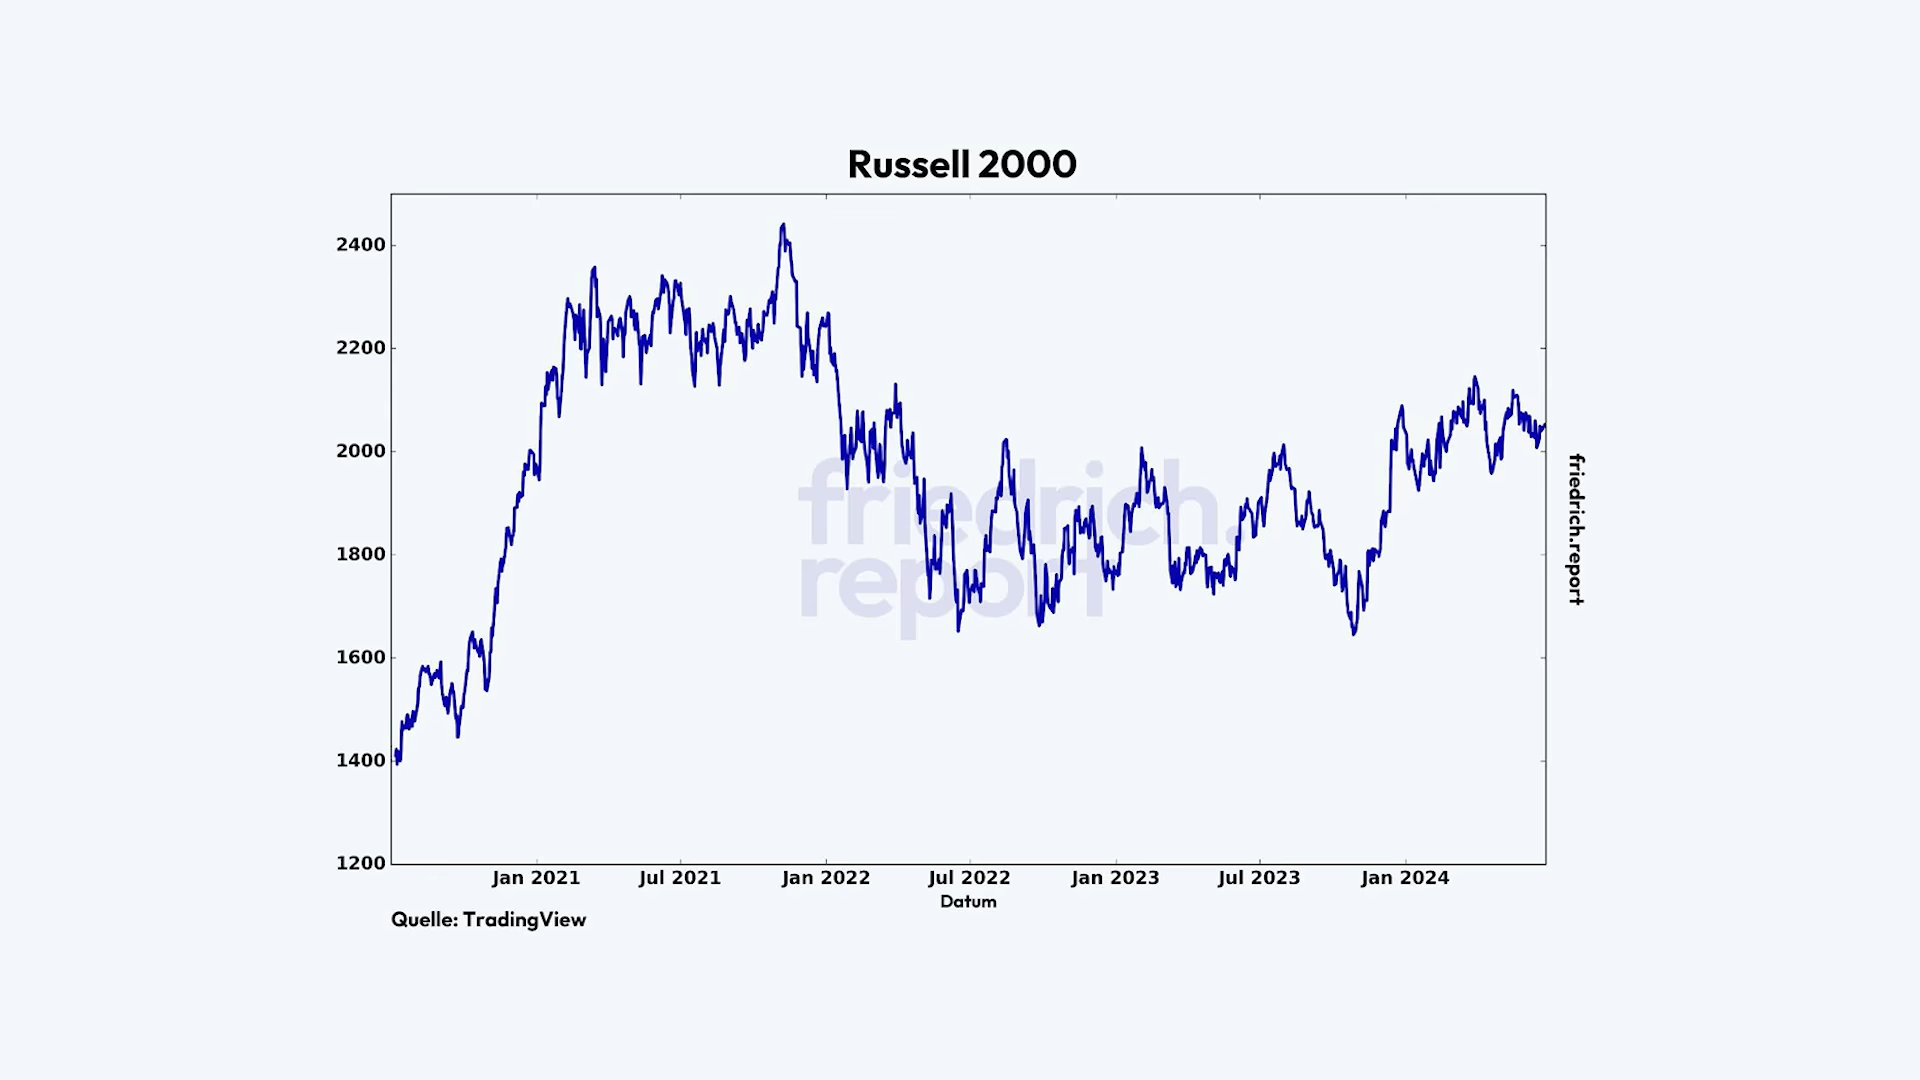 Russell 2000
2400
2200
2000
1800
1600
1400
1200
friedrich.
report
friedrich.report
Jan 2021 Jul 2021 Jan 2022 Jul 2022 Jan 2023 Jul 2023 Jan 2024
Datum
Quelle: TradingView